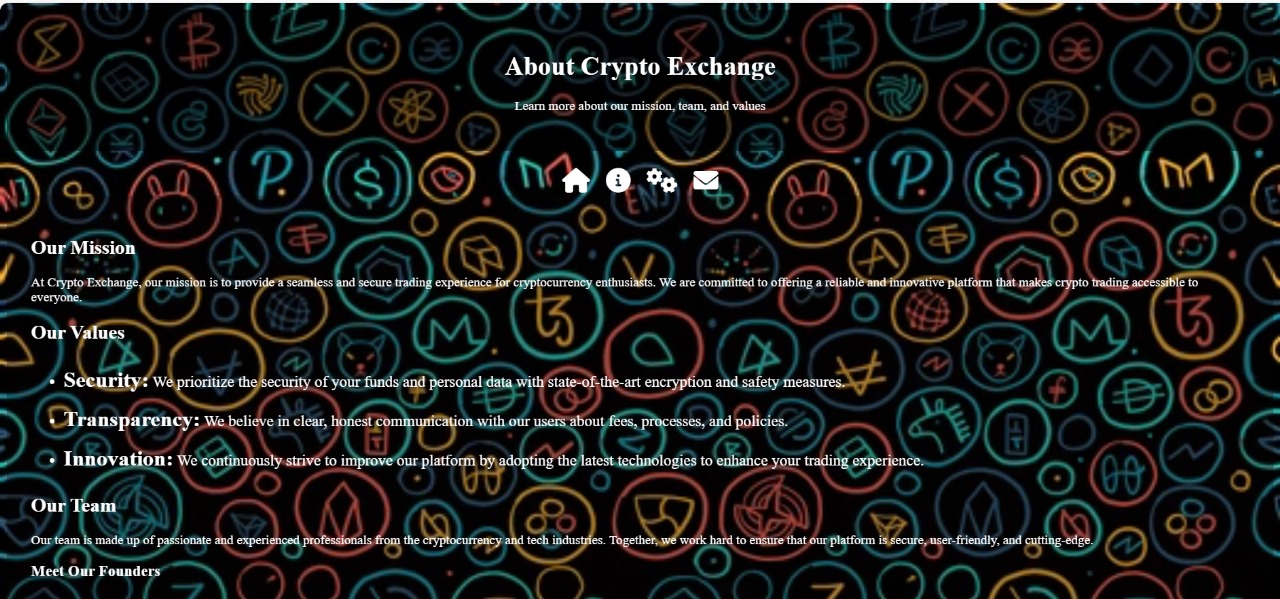 About Crypto Exchange
Learn more about our mission, team, and values
Our Mission
At Crypto Exchange, our mission is to provide a seamless and secure trading experience for cryptocurrency enthusiasts. We are committed to offering a reliable and innovative platform that makes crypto trading accessible to
everyone.
Our Values
• Security: We prioritize the security of your funds and personal data with state-of-the-art encryption and safety measures.
• Transparency: We believe in clear, honest communication with our users about fees, processes, and policies.
• Innovation: We continuously strive to improve our platform by adopting the latest technologies to enhance your trading experience.
Our Team
Our team is made up of passionate and experienced professionals from the cryptocurrency and tech industries. Together, we work hard to ensure that our platform is secure, user-friendly, and cutting-edge.
Meet Our Founders